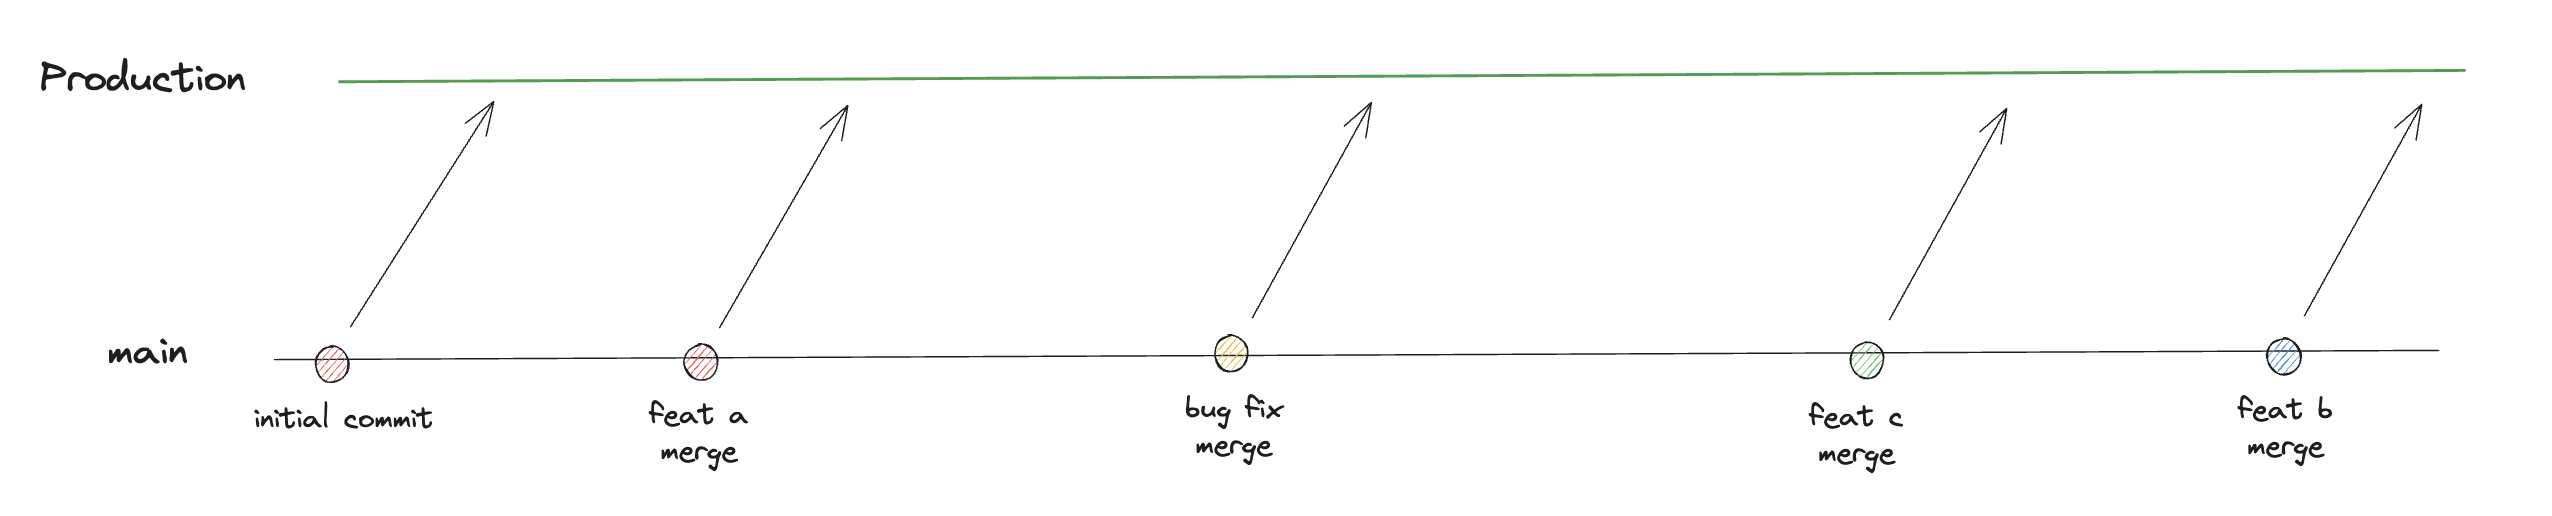 Production
main
initial commit
feat a
merge
bug fix
merge
feat c
merge
feat b
merge